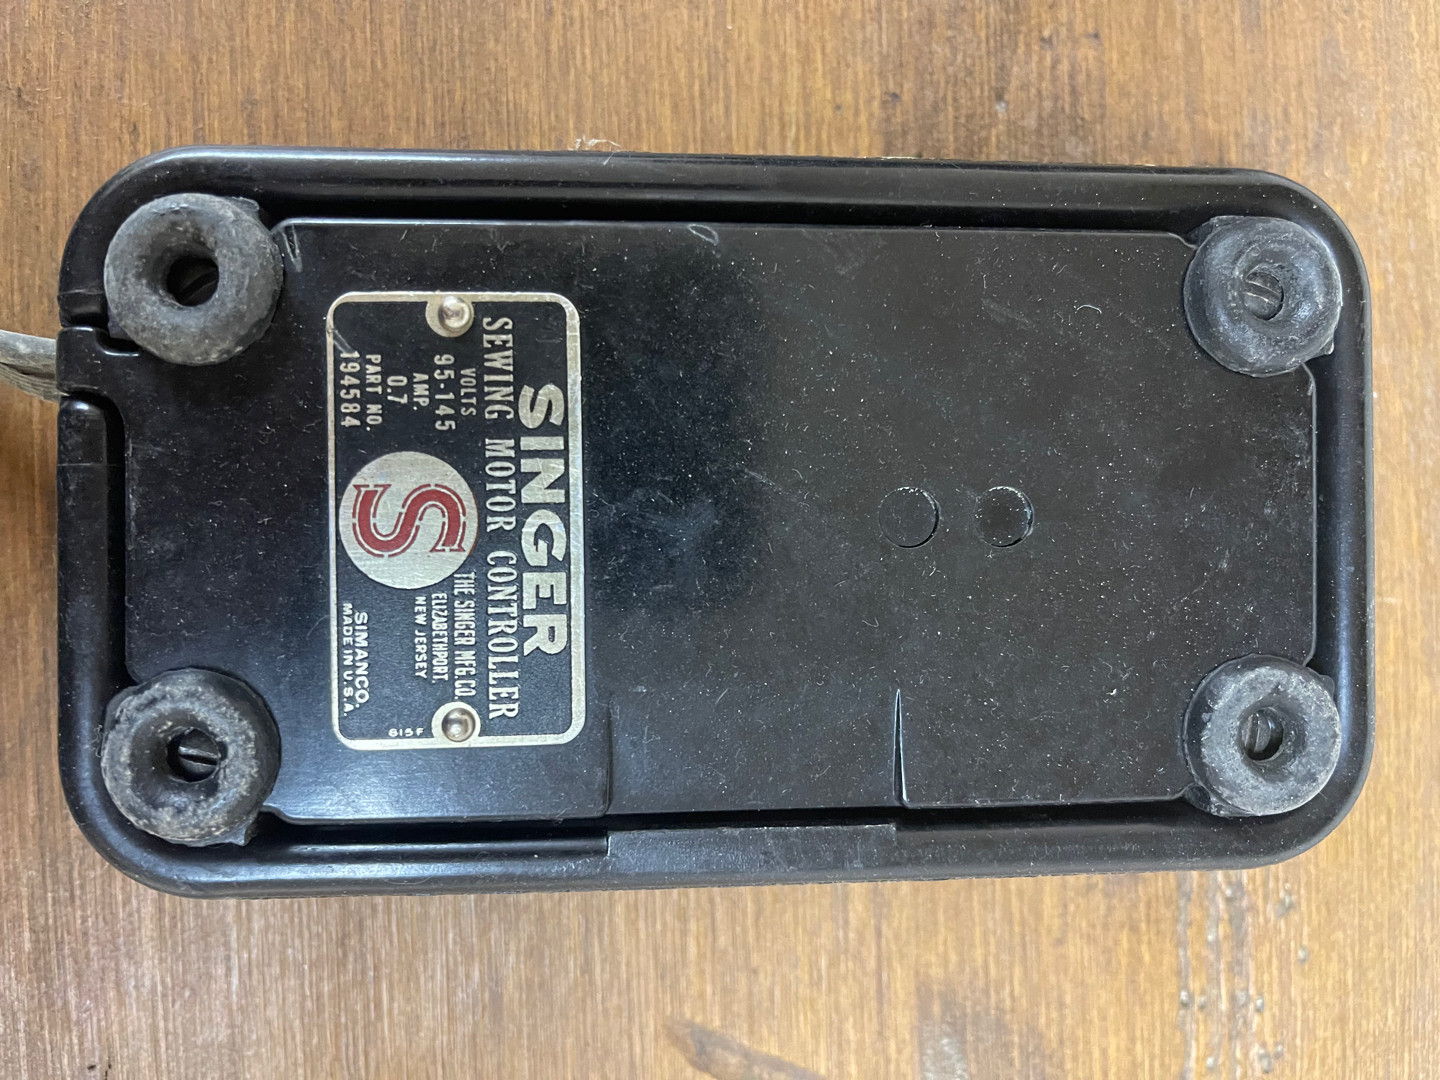 SINGER
SEWING MOTOR CONTROLLER
VOLTS
95-145
AMP.
0.7
PART NO.
194584
S
THE SINGER MFG. CO.
ELIZABETHPORT,
NEW JERSEY
SIMANCO.
MADE IN U.S.A.
615F